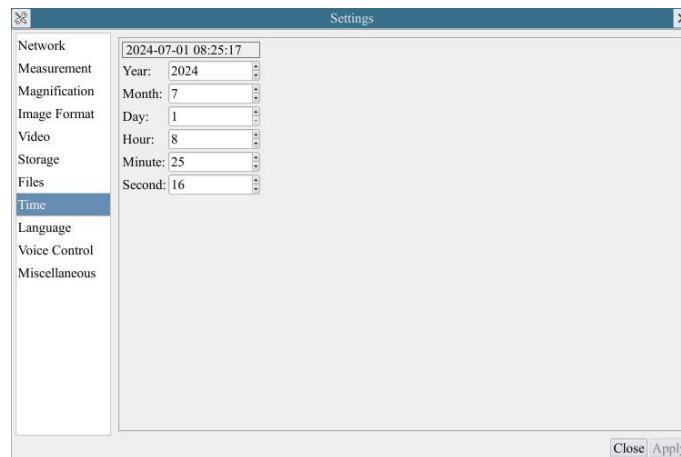 Settings
Network
Measurement
Magnification
Image Format
Video
Storage
Files
Time
Language
Voice Control
Miscellaneous
2024-07-01 08:25:17
Year: 2024
Month: 7
Day: 1
Hour: 8
Minute: 25
Second: 16
Close Apply